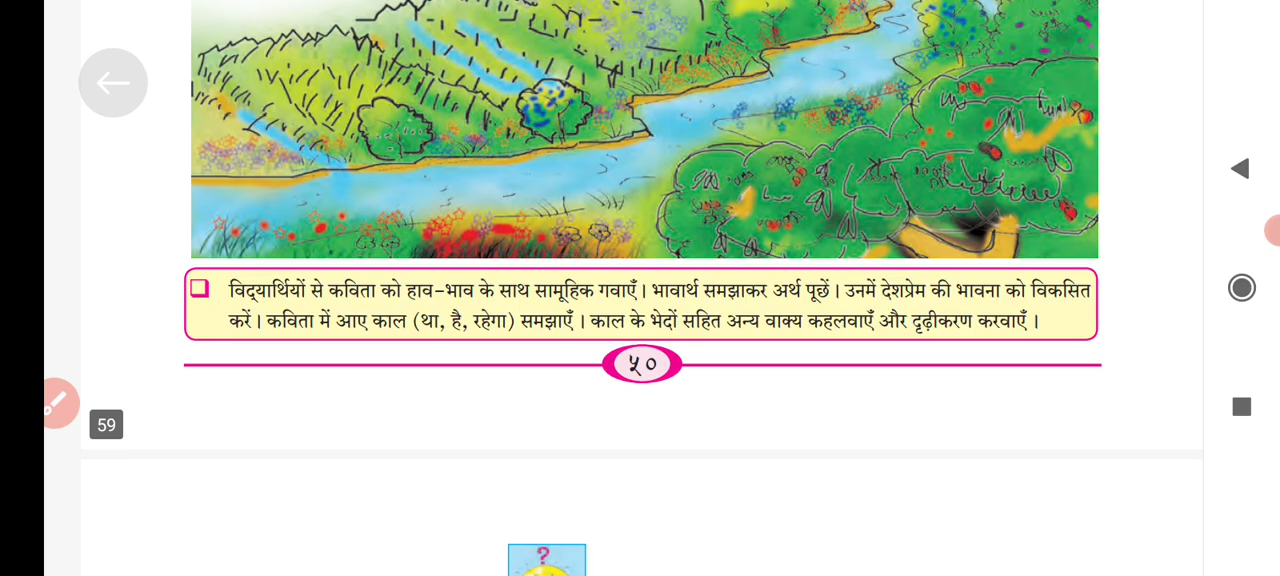 ❑ विद्यार्थियों से कविता को हाव-भाव के साथ सामूहिक गवाएँ। भावार्थ समझाकर अर्थ पूछें। उनमें देशप्रेम की भावना को विकसित
करें। कविता में आए काल (था, है, रहेगा) समझाएँ। काल के भेदों सहित अन्य वाक्य कहलवाएँ और दृढ़ीकरण करवाएँ।
५०
59
?